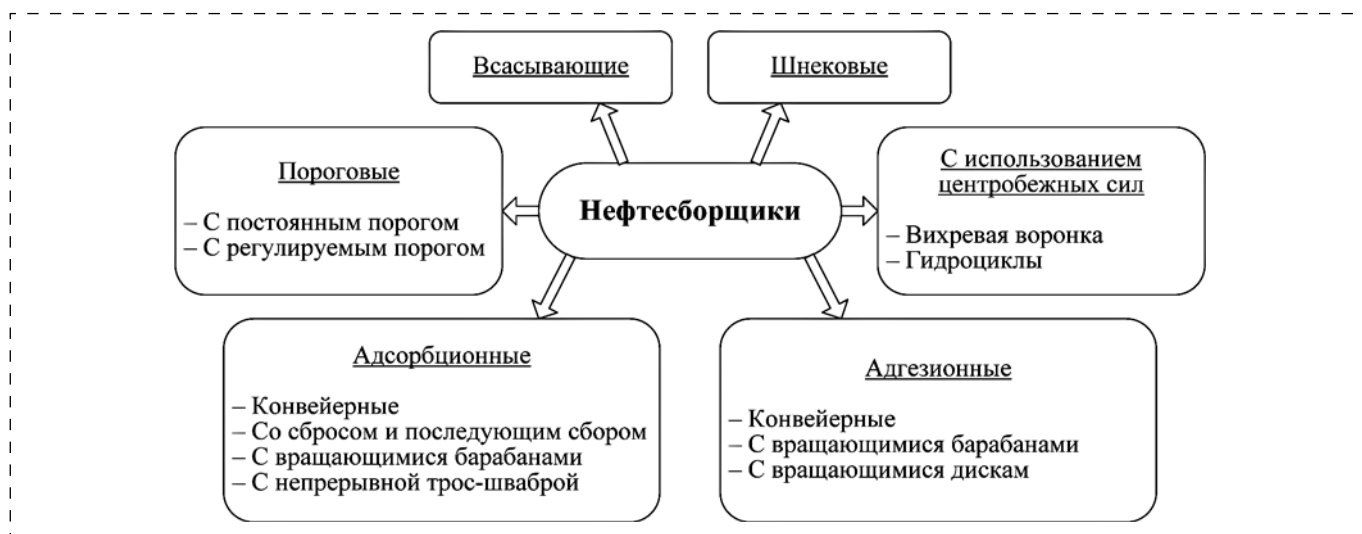 Всасывающие
Шнековые
Пороговые
– С постоянным порогом
– С регулируемым порогом
Нефтесборщики
С использованием
центробежных сил
– Вихревая воронка
– Гидроциклы
Адсорбционные
– Конвейерные
– Со сбросом и последующим сбором
– С вращающимися барабанами
– С непрерывной трос-шваброй
Адгезионные
– Конвейерные
– С вращающимися барабанами
– С вращающимися дискам